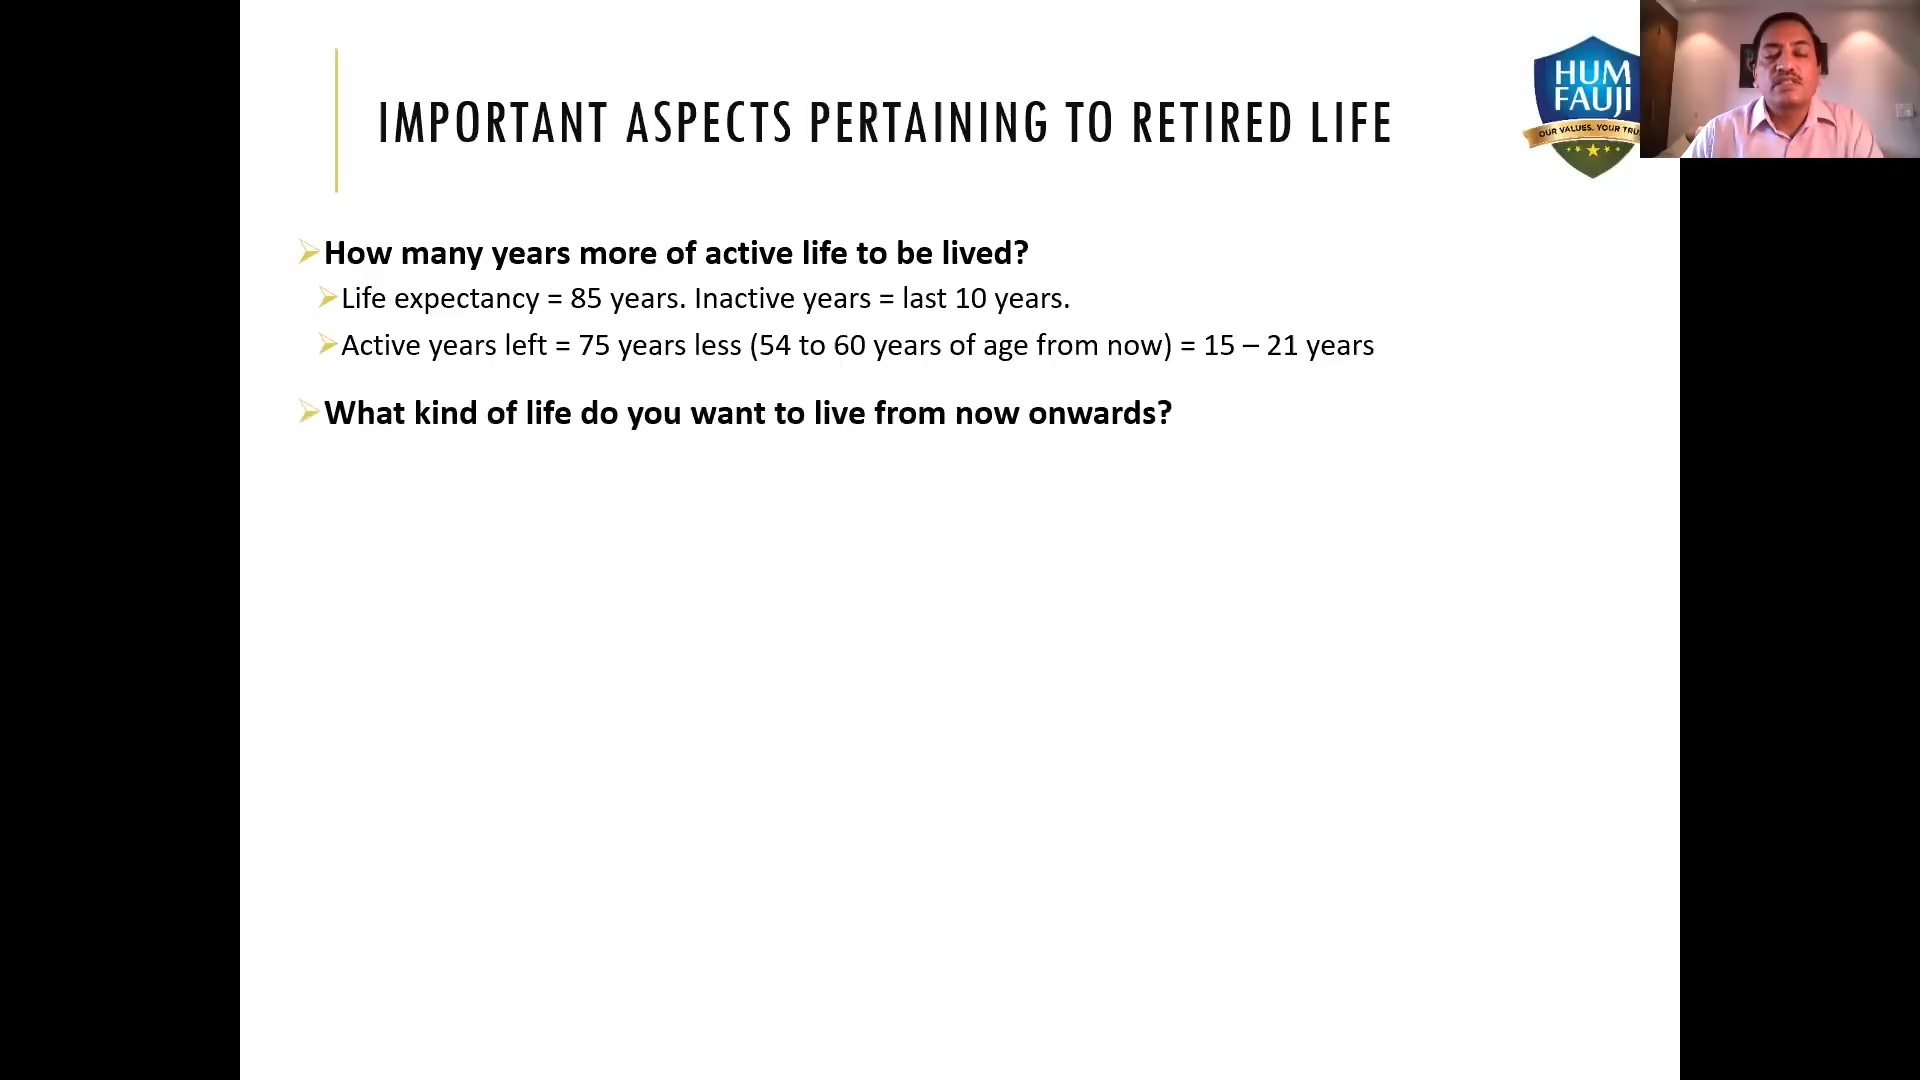 IMPORTANT ASPECTS PERTAINING TO RETIRED LIFE
HUM
FAUJI
OUR VALUES. YOUR
How many years more of active life to be lived?
Life expectancy = 85 years. Inactive years = last 10 years.
Active years left = 75 years less (54 to 60 years of age from now) = 15 – 21 years
What kind of life do you want to live from now onwards?